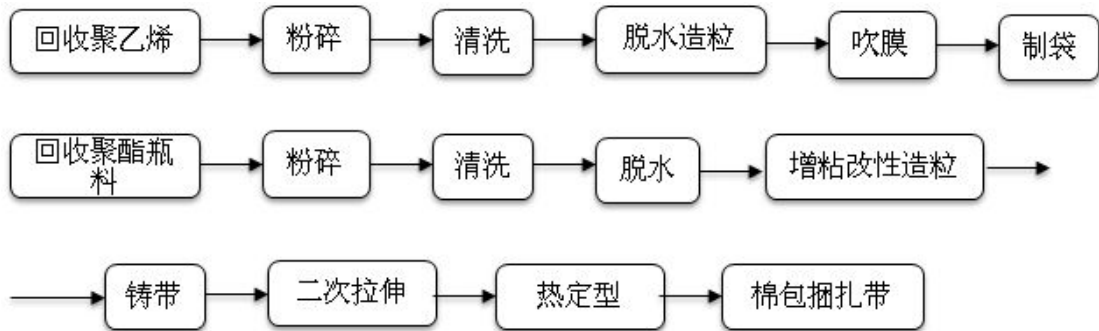 回收聚乙烯
粉碎
清洗
脱水造粒
吹膜
制袋
回收聚酯瓶
料
粉碎
清洗
脱水
增粘改性造粒
铸带
二次拉伸
热定型
棉包捆扎带